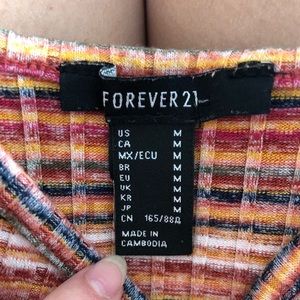 FOREVER 21
US M
CA M
MX/ECU M
BR M
EU M
UK M
KR M
JP M
CN 165/88A
MADE IN
CAMBODIA